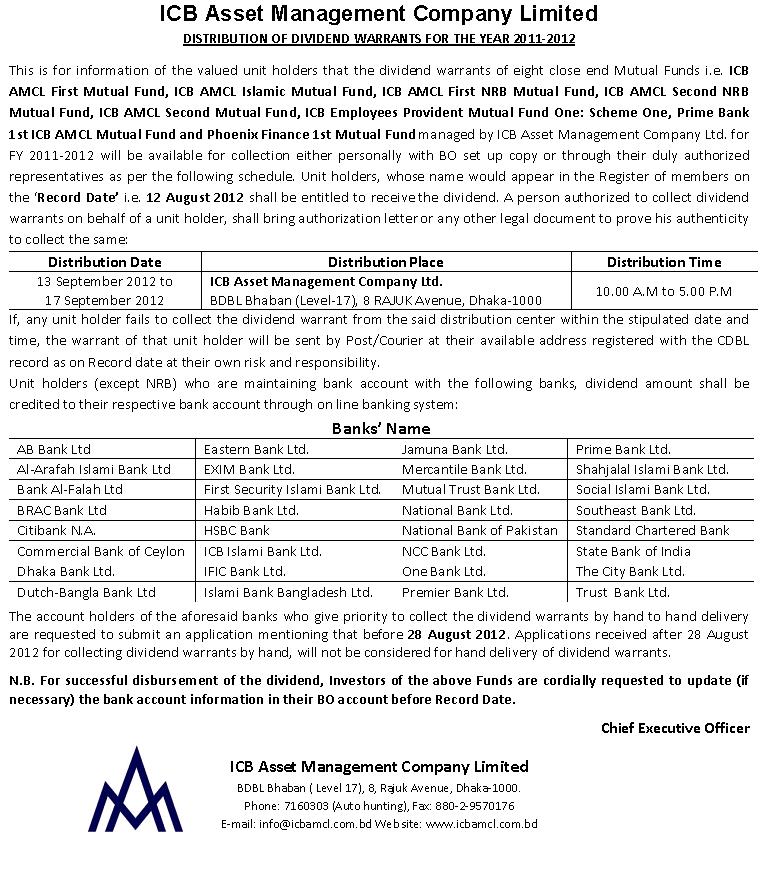 ICB Asset Management Company Limited
DISTRIBUTION OF DIVIDEND WARRANTS FOR THE YEAR 2011-2012
This is for information of the valued unit holders that the dividend warrants of eight close end Mutual Funds i.e. ICB
AMCL First Mutual Fund, ICB AMCL Islamic Mutual Fund, ICB AMCL First NRB Mutual Fund, ICB AMCL Second NRB
Mutual Fund, ICB AMCL Second Mutual Fund, ICB Employees Provident Mutual Fund One: Scheme One, Prime Bank
1st ICB AMCL Mutual Fund and Phoenix Finance 1st Mutual Fund managed by ICB Asset Management Company Ltd. for
FY 2011-2012 will be available for collection either personally with BO set up copy or through their duly authorized
representatives as per the following schedule. Unit holders, whose name would appear in the Register of members on
the ‘Record Date’ i.e. 12 August 2012 shall be entitled to receive the dividend. A person authorized to collect dividend
warrants on behalf of a unit holder, shall bring authorization letter or any other legal document to prove his authenticity
to collect the same:
Distribution Date Distribution Place Distribution Time
13 September 2012 to ICB Asset Management Company Ltd. 10.00 A.M to 5.00 P.M
17 September 2012 BDBL Bhaban (Level-17), 8 RAJUK Avenue, Dhaka-1000
If, any unit holder fails to collect the dividend warrant from the said distribution center within the stipulated date and
time, the warrant of that unit holder will be sent by Post/Courier at their available address registered with the CDBL
record as on Record date at their own risk and responsibility.
Unit holders (except NRB) who are maintaining bank account with the following banks, dividend amount shall be
credited to their respective bank account through on line banking system:
Banks’ Name
AB Bank Ltd Eastern Bank Ltd. Jamuna Bank Ltd. Prime Bank Ltd.
Al-Arafah Islami Bank Ltd EXIM Bank Ltd. Mercantile Bank Ltd. Shahjalal Islami Bank Ltd.
Bank Al-Falah Ltd First Security Islami Bank Ltd. Mutual Trust Bank Ltd. Social Islami Bank Ltd.
BRAC Bank Ltd Habib Bank Ltd. National Bank Ltd. Southeast Bank Ltd.
Citibank N.A. HSBC Bank National Bank of Pakistan Standard Chartered Bank
Commercial Bank of Ceylon ICB Islami Bank Ltd. NCC Bank Ltd. State Bank of India
Dhaka Bank Ltd. IFIC Bank Ltd. One Bank Ltd. The City Bank Ltd.
Dutch-Bangla Bank Ltd Islami Bank Bangladesh Ltd. Premier Bank Ltd. Trust Bank Ltd.
The account holders of the aforesaid banks who give priority to collect the dividend warrants by hand to hand delivery
are requested to submit an application mentioning that before 28 August 2012. Applications received after 28 August
2012 for collecting dividend warrants by hand, will not be considered for hand delivery of dividend warrants.
N.B. For successful disbursement of the dividend, Investors of the above Funds are cordially requested to update (if
necessary) the bank account information in their BO account before Record Date.
Chief Executive Officer
ICB Asset Management Company Limited
BDBL Bhaban ( Level 17), 8, Rajuk Avenue, Dhaka-1000.
Phone: 7160303 (Auto hunting), Fax: 880-2-9570176
E-mail: info@icbamcl.com.bd Website: www.icbamcl.com.bd